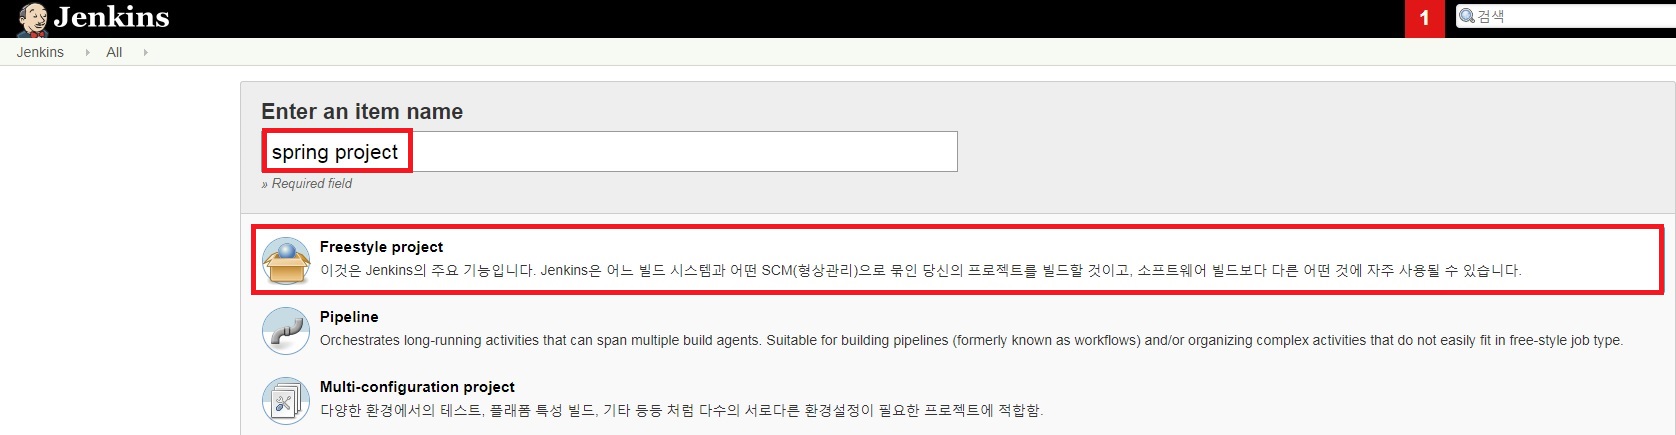 Jenkins
1
검색
Jenkins
All
Enter an item name
spring project
» Required field
Freestyle project
이것은 Jenkins의 주요 기능입니다. Jenkins은 어느 빌드 시스템과 어떤 SCM(형상관리)으로 묶인 당신의 프로젝트를 빌드할 것이고, 소프트웨어 빌드보다 다른 어떤 것에 자주 사용될 수 있습니다.
Pipeline
Orchestrates long-running activities that can span multiple build agents. Suitable for building pipelines (formerly known as workflows) and/or organizing complex activities that do not easily fit in free-style job type.
Multi-configuration project
다양한 환경에서의 테스트, 플래폼 특성 빌드, 기타 등등 처럼 다수의 서로다른 환경설정이 필요한 프로젝트에 적합함.